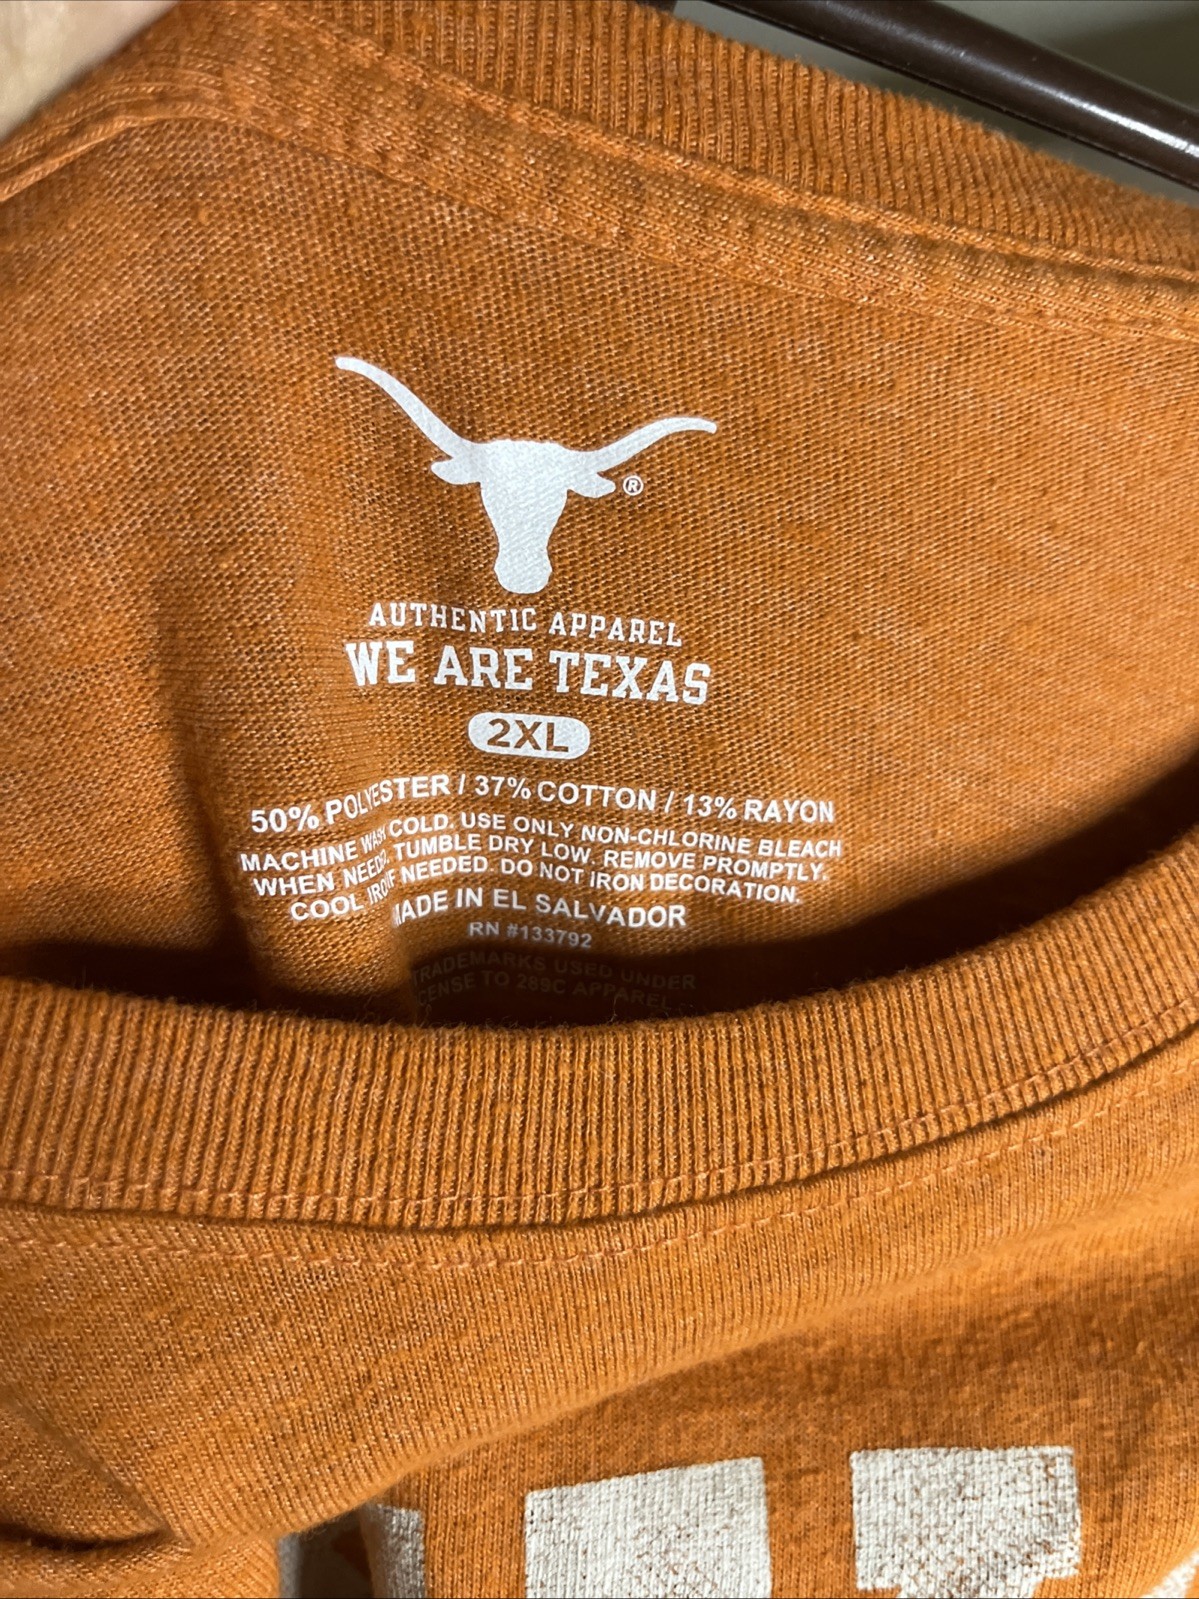 ®
AUTHENTIC APPAREL
WE ARE TEXAS
2XL
50% POLYESTER / 37% COTTON / 13% RAYON
MACHINE WASH COLD. USE ONLY NON-CHLORINE BLEACH
WHEN NEEDED. TUMBLE DRY LOW. REMOVE PROMPTLY.
COOL IRON IF NEEDED. DO NOT IRON DECORATION.
MADE IN EL SALVADOR
RN #133792
TRADEMARKS USED UNDER
LICENSE TO 289C APPAREL